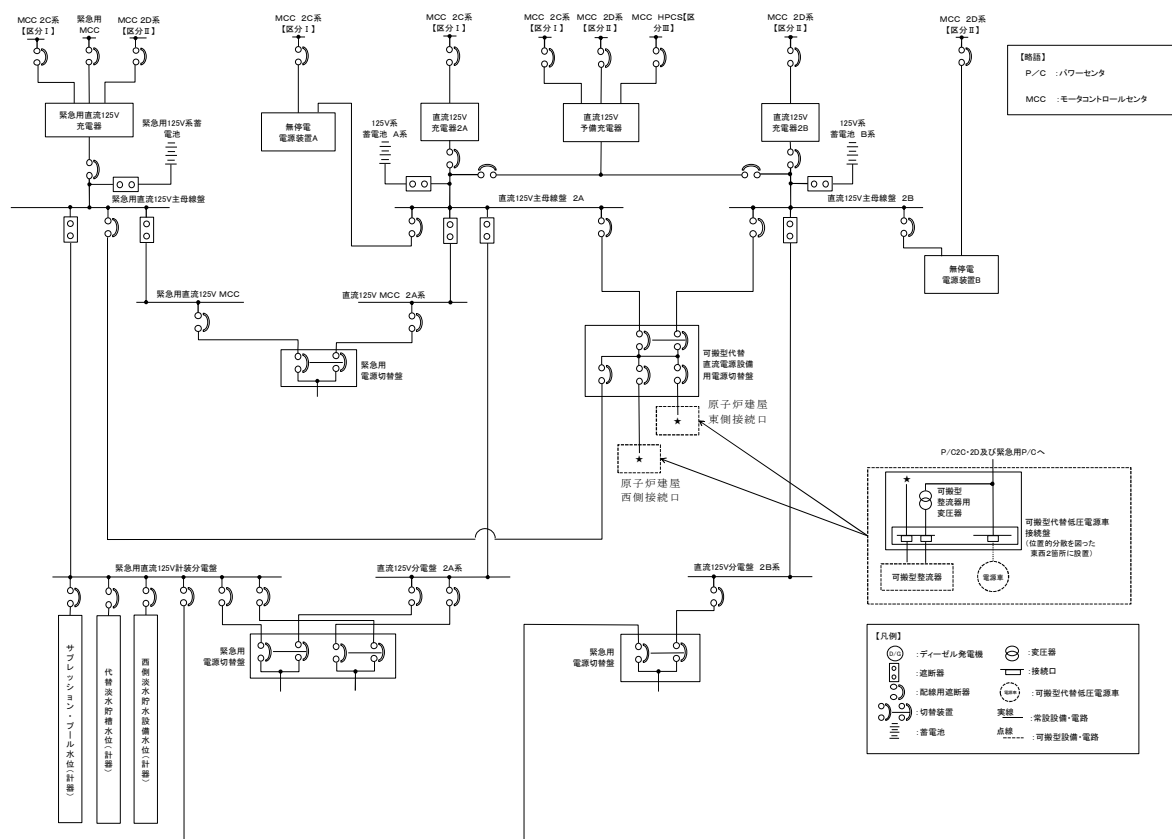 MCC 2C系
【区分Ⅰ】
緊急用
MCC
MCC 2D系
【区分Ⅱ】
MCC 2C系
【区分Ⅰ】
MCC 2C系
【区分Ⅰ】
MCC 2C系
【区分Ⅰ】
MCC 2D系
【区分Ⅱ】
MCC HPCS【区
分Ⅲ】
MCC 2D系
【区分Ⅱ】
MCC 2D系
【区分Ⅱ】
【略語】
P/C :パワーセンタ
MCC :モータコントロールセンタ
緊急用直流125V
充電器
緊急用125V系蓄
電池
無停電
電源装置A
125V系
蓄電池 A系
直流125V
充電器2A
直流125V
予備充電器
直流125V
充電器2B
125V系
蓄電池 B系
緊急用直流125V主母線盤
直流125V主母線盤 2A
直流125V主母線盤 2B
無停電
電源装置B
緊急用直流125V MCC
直流125V MCC 2A系
緊急用
電源切替盤
可搬型代替
直流電源設備
用電源切替盤
原子炉建屋
東側接続口
★
★
原子炉建屋
西側接続口
P/C2C・2D及び緊急用P/Cへ
★
可搬型
整流器用
変圧器
可搬型代替低圧電源車
接続盤
(位置的分散を図った
東西2箇所に設置)
可搬型整流器
電源車
緊急用直流125V計装分電盤
直流125V分電盤 2A系
直流125V分電盤 2B系
緊急用
電源切替盤
緊急用
電源切替盤
サプレッション・プール水位(計器)
代替淡水貯槽水位(計器)
西側淡水貯水設備水位(計器)
【凡例】
D/G :ディーゼル発電機
:遮断器
:配線用遮断器
:切替装置
:蓄電池
:変圧器
:接続口
電源車 :可搬型代替低圧電源車
実線 :常設設備・電路
点線 :可搬型設備・電路